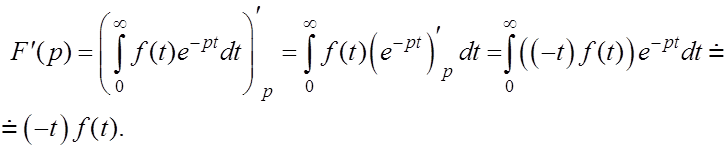 F′(p) = (∫₀^∞ f(t)e^{−pt}dt)′_p = ∫₀^∞ f(t)(e^{−pt})′_p dt = ∫₀^∞ ((−t) f(t))e^{−pt}dt ≓
≓ (−t) f(t).